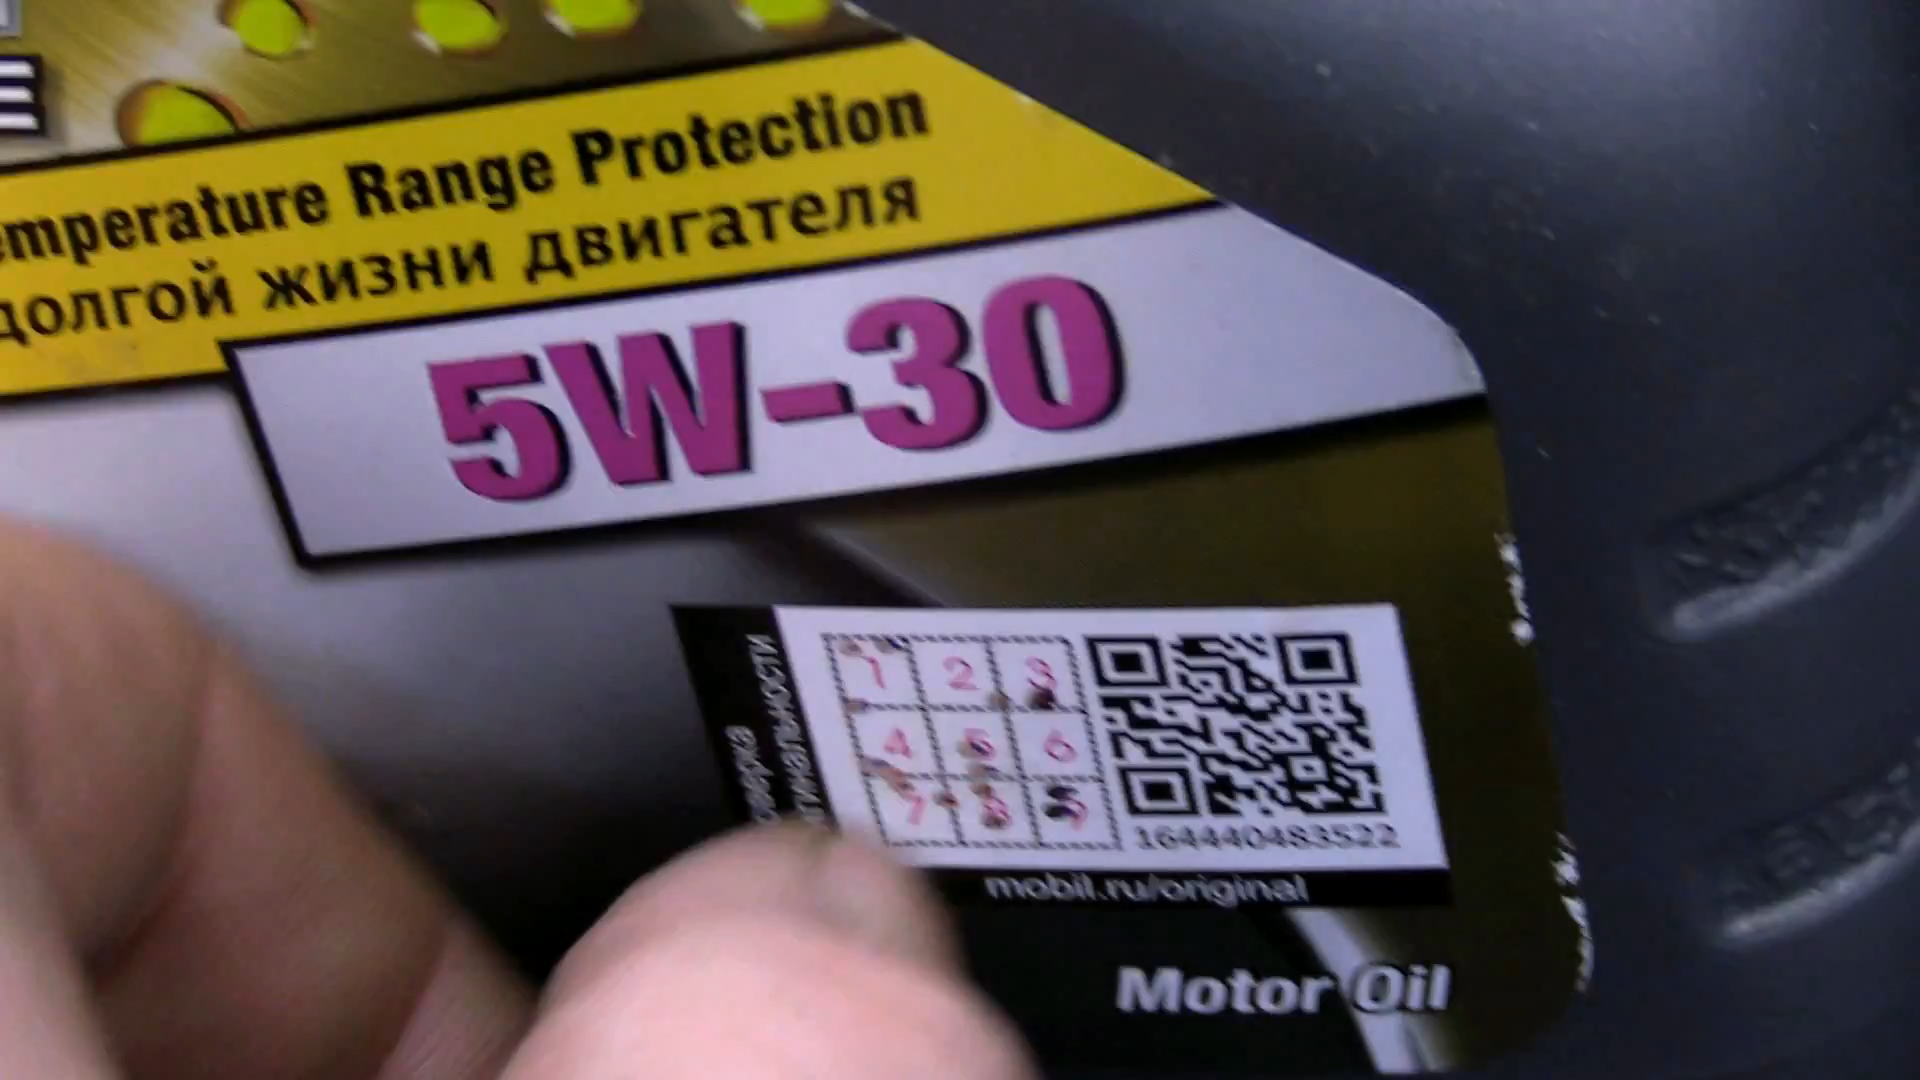 emperature Range Protection
долгой жизни двигателя
5W-30
1 2 3
4 5 6
7 8 9
164440483522
mobil.ru/original
Motor Oil